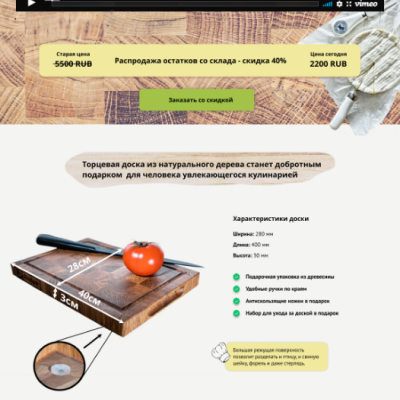 vimeo
Старая цена
5500 RUB
Распродажа остатков со склада - скидка 40%
Цена сегодня
2200 RUB
Заказать со скидкой
Торцевая доска из натурального дерева станет добротным
подарком для человека увлекающегося кулинарией
Характеристики доски
Ширина: 280 мм
Длина: 400 мм
Высота: 30 мм
Подарочная упаковка из древесины
Удобные ручки по краям
Антискользящие ножки в подарок
Набор для ухода за доской в подарок
28см
40см
3см
Большая режущая поверхность
позволит разделать и птицу, и свиную
шейку, форель и даже стерлядь.